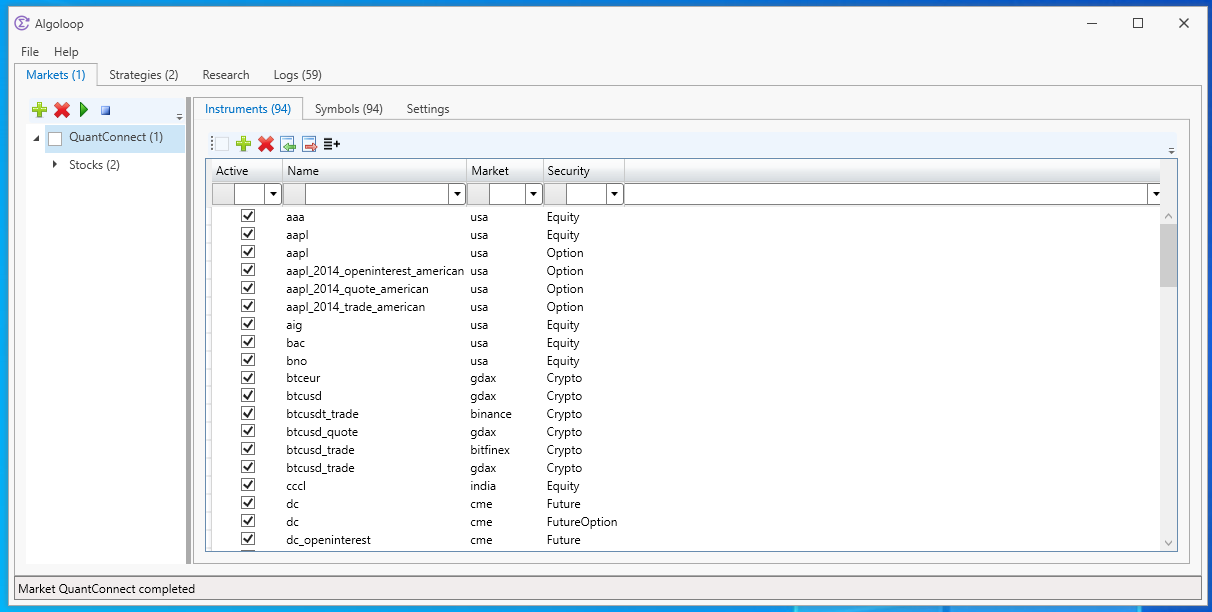 Algoloop
File Help
Markets (1) Strategies (2) Research Logs (59)
Instruments (94) Symbols (94) Settings
QuantConnect (1)
Stocks (2)
Active Name Market Security
aaa usa Equity
aapl usa Equity
aapl usa Option
aapl_2014_openinterest_american usa Option
aapl_2014_quote_american usa Option
aapl_2014_trade_american usa Option
aig usa Equity
bac usa Equity
bno usa Equity
btceur gdax Crypto
btcusd gdax Crypto
btcusdt_trade binance Crypto
btcusd_quote gdax Crypto
btcusd_trade bitfinex Crypto
btcusd_trade gdax Crypto
cccl india Equity
dc cme Future
dc cme FutureOption
dc_openinterest cme Future
Market QuantConnect completed